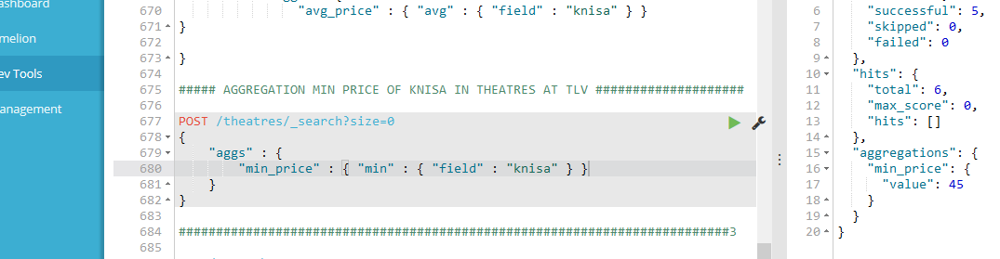 ashboard
melion
ev Tools
anagement
670 "avg_price" : { "avg" : { "field" : "knisa" } }
671 }
672
673 }
674
675 ##### AGGREGATION MIN PRICE OF KNISA IN THEATRES AT TLV ####################
676
677 POST /theatres/_search?size=0
678 {
679 "aggs" : {
680 "min_price" : { "min" : { "field" : "knisa" } }
681 }
682 }
683
684 ##########################################################################3
685
6 "successful": 5,
7 "skipped": 0,
8 "failed": 0
9 },
10 "hits": {
11 "total": 6,
12 "max_score": 0,
13 "hits": []
14 },
15 "aggregations": {
16 "min_price": {
17 "value": 45
18 }
19 }
20 }